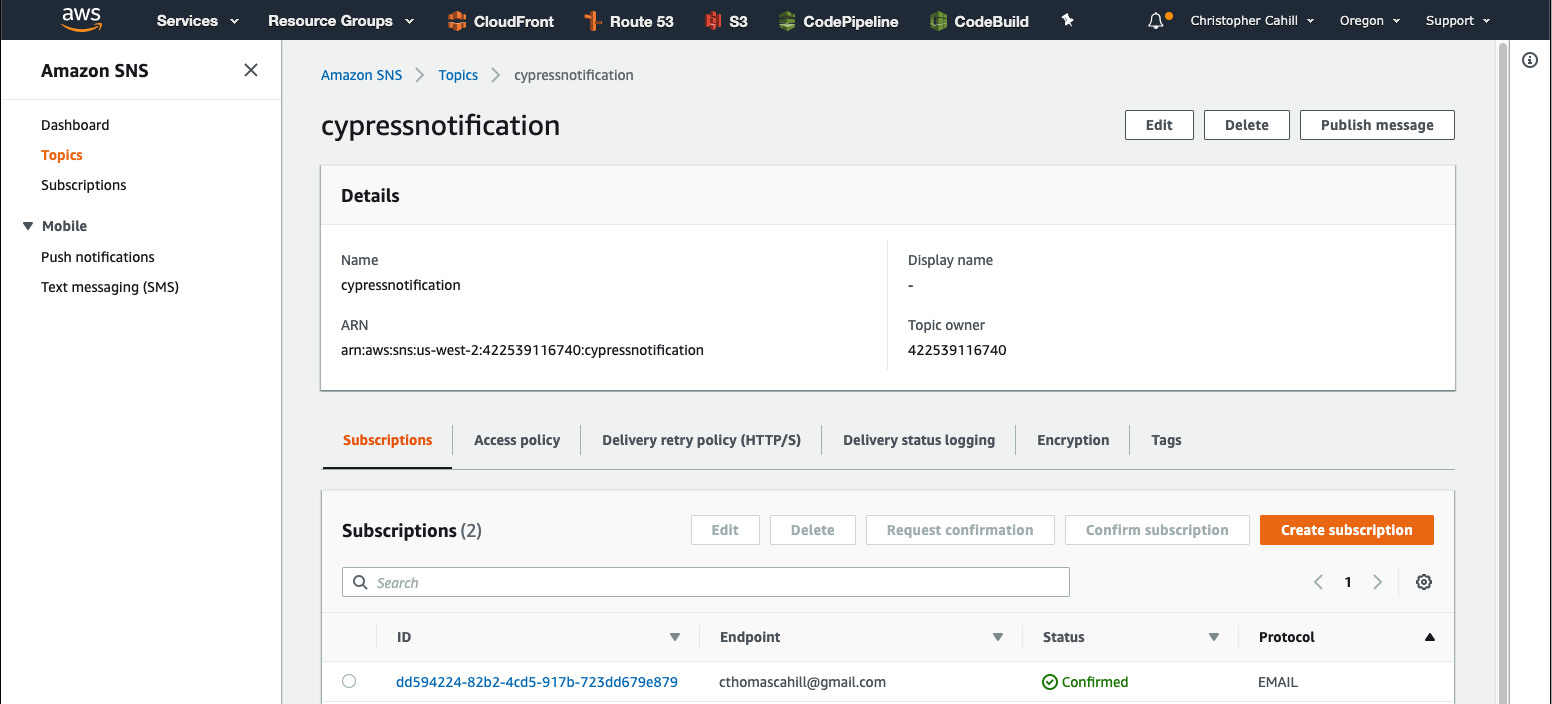 aws Services Resource Groups CloudFront Route 53 S3 CodePipeline CodeBuild Christopher Cahill Oregon Support
Amazon SNS
Dashboard
Topics
Subscriptions
Mobile
Push notifications
Text messaging (SMS)
Amazon SNS Topics cypressnotification
cypressnotification
Edit Delete Publish message
Details
Name
cypressnotification
ARN
arn:aws:sns:us-west-2:422539116740:cypressnotification
Display name
-
Topic owner
422539116740
Subscriptions Access policy Delivery retry policy (HTTP/S) Delivery status logging Encryption Tags
Subscriptions (2) Edit Delete Request confirmation Confirm subscription Create subscription
Search 1
ID Endpoint Status Protocol
dd594224-82b2-4cd5-917b-723dd679e879 cthomascahill@gmail.com Confirmed EMAIL